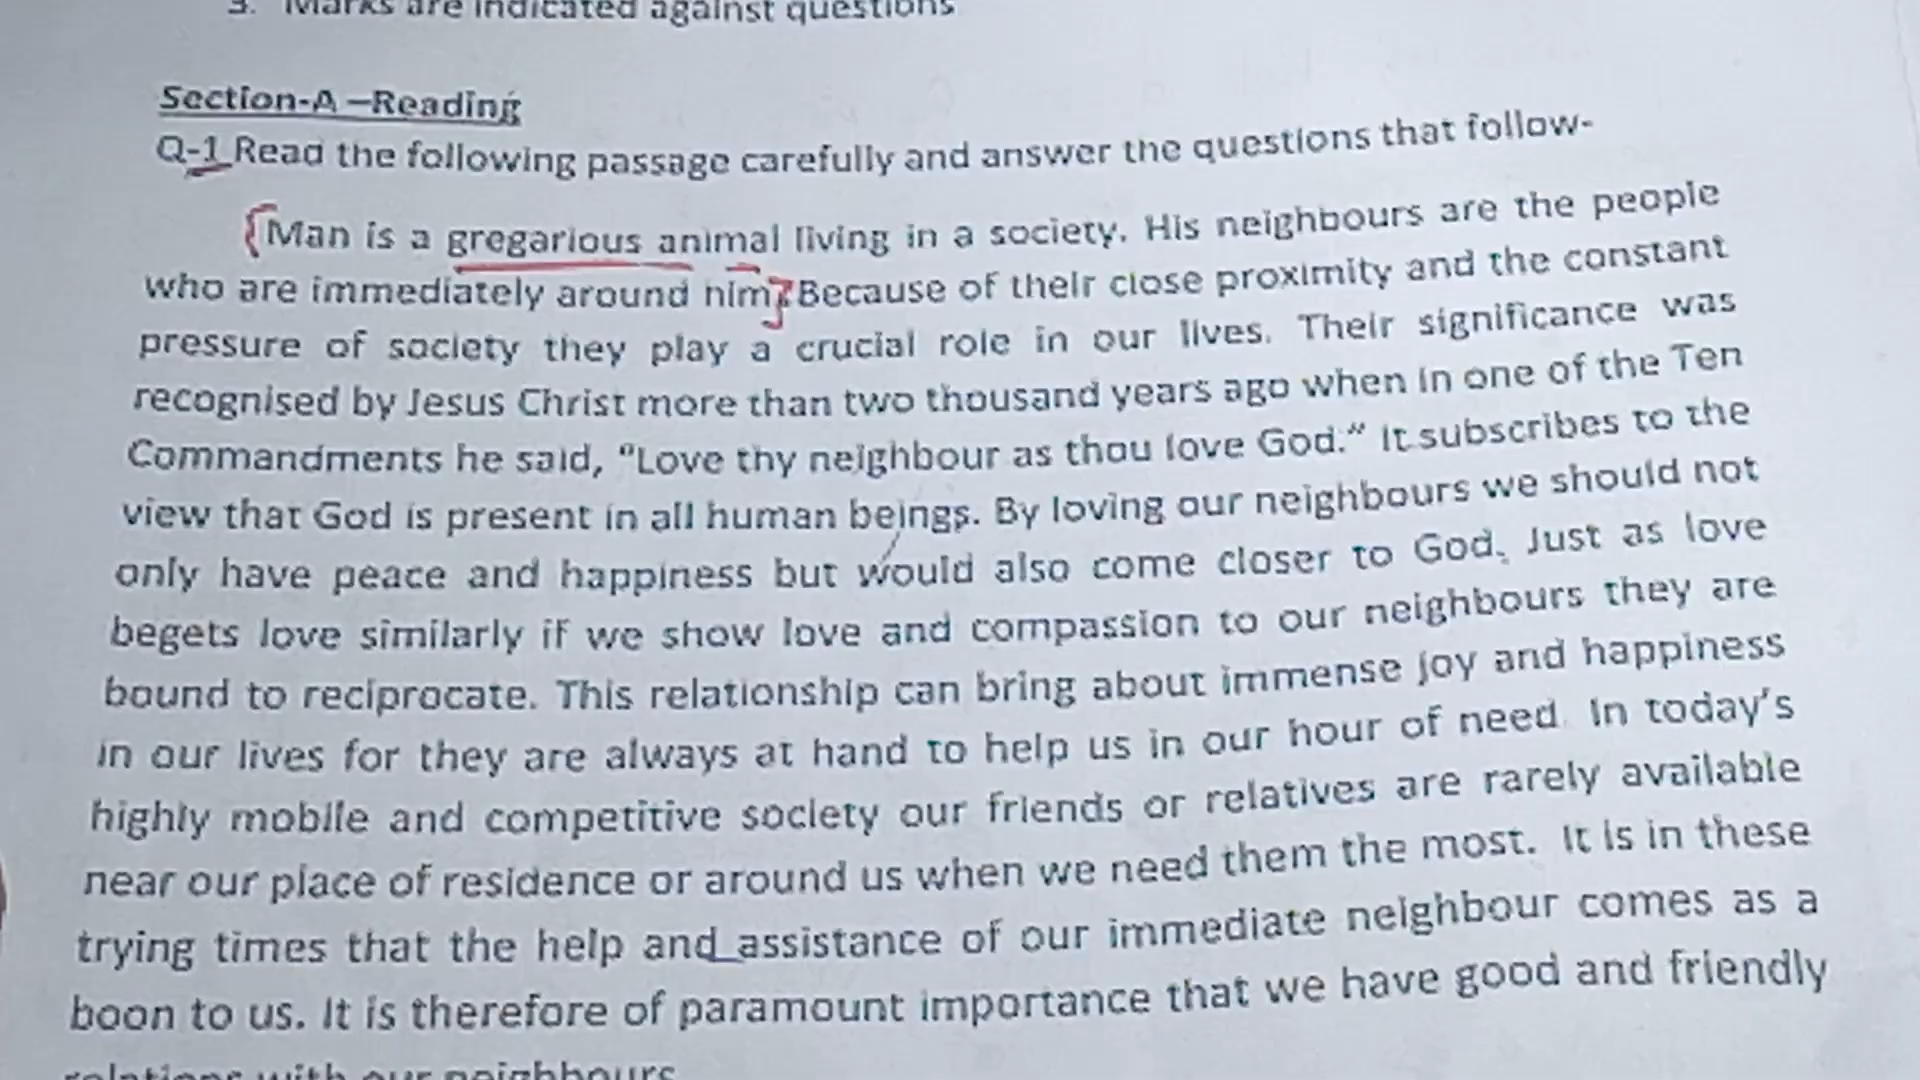 3. Marks are indicated against questions
Section-A –Reading
Q-1 Read the following passage carefully and answer the questions that follow-
Man is a gregarious animal living in a society. His neighbours are the people
who are immediately around him. Because of their close proximity and the constant
pressure of society they play a crucial role in our lives. Their significance was
recognised by Jesus Christ more than two thousand years ago when in one of the Ten
Commandments he said, "Love thy neighbour as thou love God." It subscribes to the
view that God is present in all human beings. By loving our neighbours we should not
only have peace and happiness but would also come closer to God. Just as love
begets love similarly if we show love and compassion to our neighbours they are
bound to reciprocate. This relationship can bring about immense joy and happiness
in our lives for they are always at hand to help us in our hour of need. In today's
highly mobile and competitive society our friends or relatives are rarely available
near our place of residence or around us when we need them the most. It is in these
trying times that the help and assistance of our immediate neighbour comes as a
boon to us. It is therefore of paramount importance that we have good and friendly
relations with our neighbours